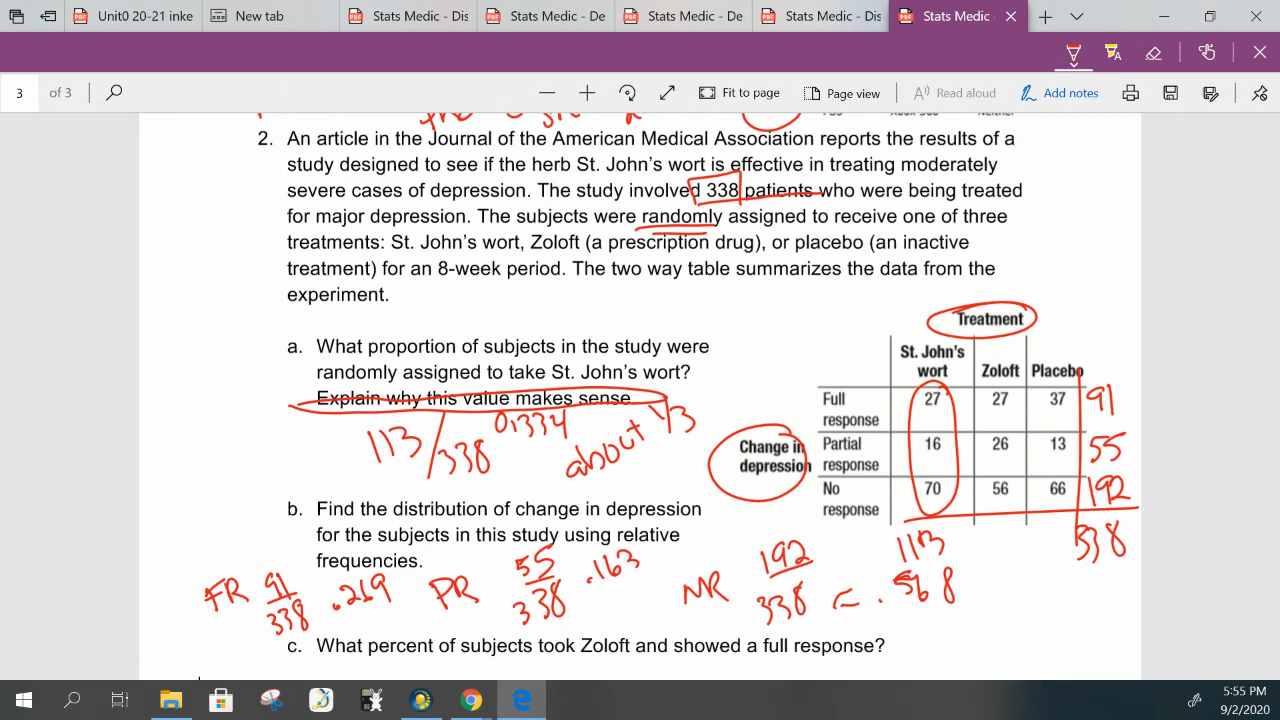 Unit0 20-21 inke
New tab
Stats Medic - Dis
Stats Medic - De
Stats Medic - De
Stats Medic - Dis
Stats Medic -
3 of 3
Fit to page
Page view
Read aloud
Add notes
2. An article in the Journal of the American Medical Association reports the results of a
study designed to see if the herb St. John's wort is effective in treating moderately
severe cases of depression. The study involved 338 patients who were being treated
for major depression. The subjects were randomly assigned to receive one of three
treatments: St. John's wort, Zoloft (a prescription drug), or placebo (an inactive
treatment) for an 8-week period. The two way table summarizes the data from the
experiment.
a. What proportion of subjects in the study were
randomly assigned to take St. John's wort?
Explain why this value makes sense.
113/338 0.334 about 1/3
Treatment
St. John's wort Zoloft Placebo
Change in depression
Full response 27 27 37 91
Partial response 16 26 13 55
No response 70 56 66 192
113 338
b. Find the distribution of change in depression
for the subjects in this study using relative
frequencies.
FR 91/338 .269 PR 55/338 .163 NR 192/338 ≈ .568
c. What percent of subjects took Zoloft and showed a full response?
5:55 PM
9/2/2020